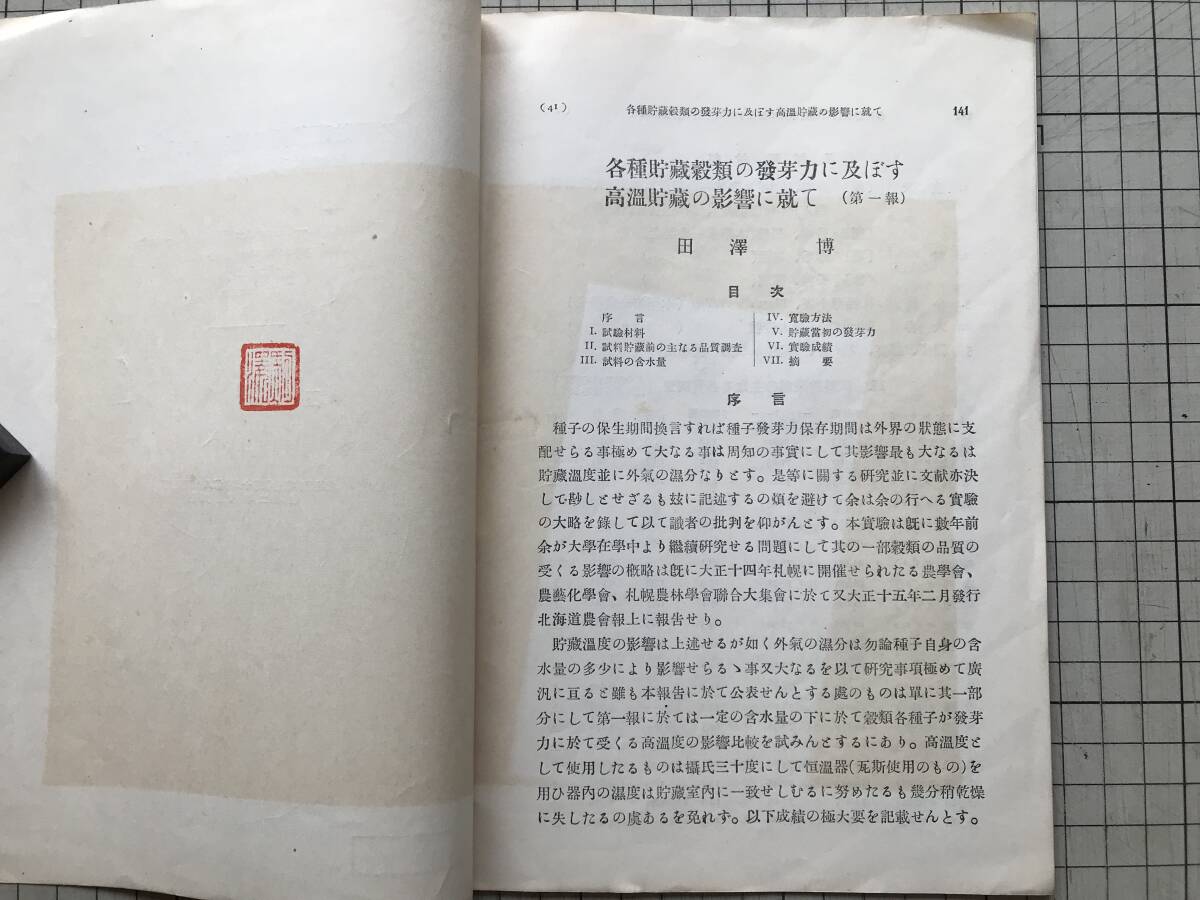 (41)
各種貯藏穀類の發芽力に及ぼす高溫貯藏の影響に就て
141
各種貯藏穀類の發芽力に及ぼす
高溫貯藏の影響に就て (第一報)
田澤 博
目次
序言
I. 試驗材料
II. 試料貯藏前の主なる品質調査
III. 試料の含水量
IV. 實驗方法
V. 貯藏當初の發芽力
VI. 實驗成績
VII. 摘要
序言
種子の保生期間換言すれば種子發芽力保存期間は外界の狀態に支
配せらる事極めて大なる事は周知の事實にして其影響最も大なるは
貯藏溫度並に外氣の濕分なりとす。是等に關する硏究並に文獻亦決
して尠しとせざるも玆に記述するの煩を避けて余は余の行へる實驗
の大略を錄して以て識者の批判を仰がんとす。本實驗は旣に數年前
余が大學在學中より繼續硏究せる問題にして其の一部穀類の品質の
受くる影響の槪略は旣に大正十四年札幌に開催せられたる農學會、
農藝化學會、札幌農林學會聯合大集會に於て又大正十五年二月發行
北海道農會報上に報告せり。
貯藏溫度の影響は上述せるが如く外氣の濕分は勿論種子自身の含
水量の多少により影響せらるゝ事又大なるを以て硏究事項極めて廣
汎に亘ると雖も本報告に於て公表せんとする處のものは單に其一部
分にして第一報に於ては一定の含水量の下に於て穀類各種子が發芽
力に於て受くる高溫度の影響比較を試みんとするにあり。高溫度と
して使用したるものは攝氏三十度にして恒溫器(瓦斯使用のもの)を
用ひ器內の濕度は貯藏室內に一致せしむるに努めたるも幾分稍乾燥
に失したるの虞あるを免れす。以下成績の極大要を記載せんとす。